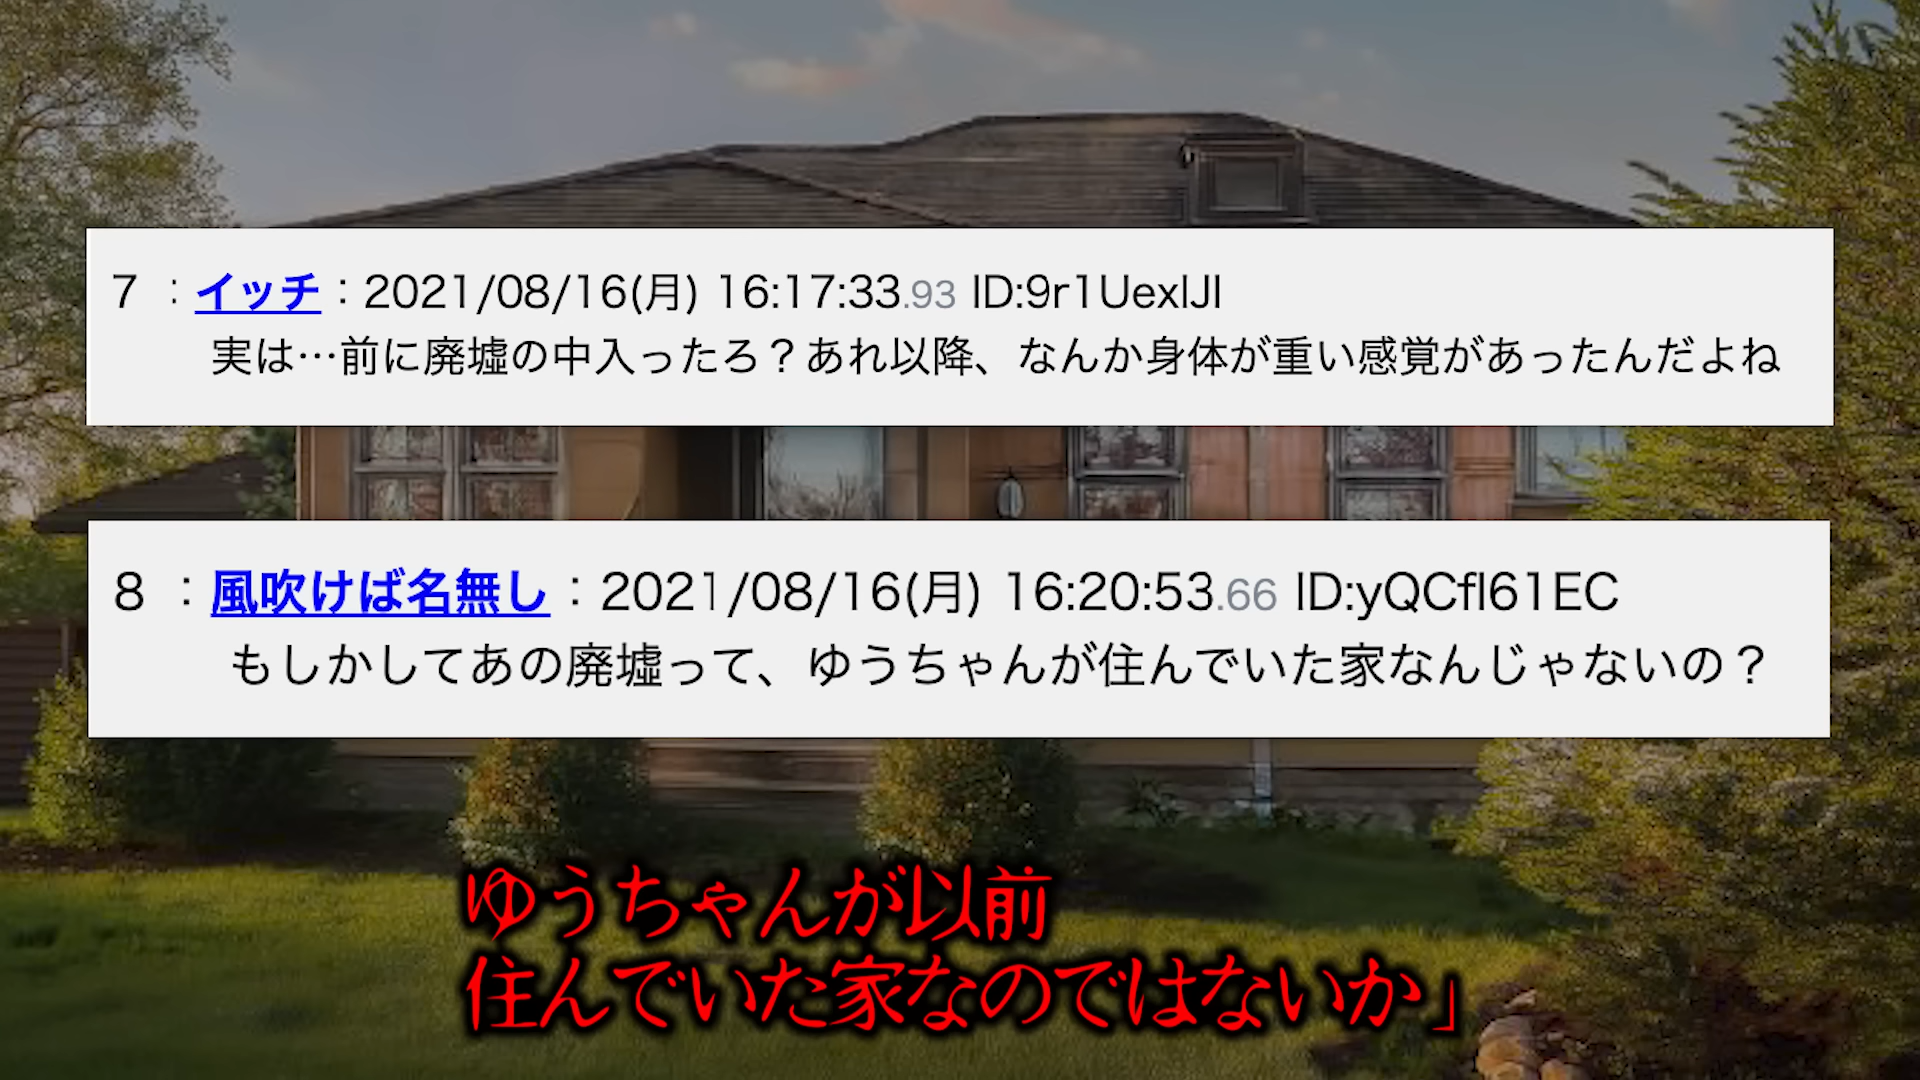 7 ：イッチ：2021/08/16(月) 16:17:33.93 ID:9r1UexlJl
実は…前に廃墟の中入ったろ？あれ以降、なんか身体が重い感覚があったんだよね
8 ：風吹けば名無し：2021/08/16(月) 16:20:53.66 ID:yQCfl61EC
もしかしてあの廃墟って、ゆうちゃんが住んでいた家なんじゃないの？
ゆうちゃんが以前
住んでいた家なのではないか」